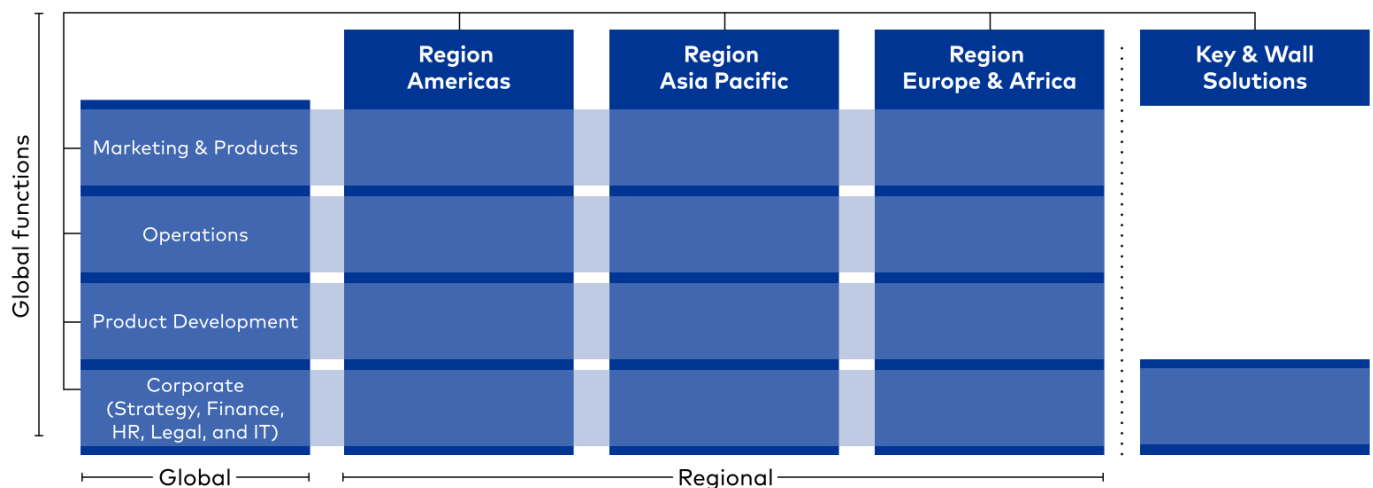 Region
Americas
Region
Asia Pacific
Region
Europe & Africa
Key & Wall
Solutions
Global functions
Marketing & Products
Operations
Product Development
Corporate
(Strategy, Finance,
HR, Legal, and IT)
Global
Regional